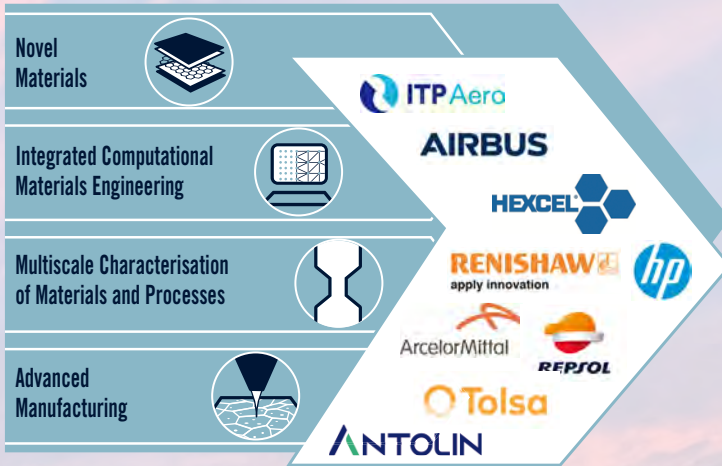 Novel
Materials
Integrated Computational
Materials Engineering
Multiscale Characterisation
of Materials and Processes
Advanced
Manufacturing
ITP Aero
AIRBUS
HEXCEL
RENISHAW
apply innovation
hp
ArcelorMittal
REPSOL
Tolsa
ANTOLIN